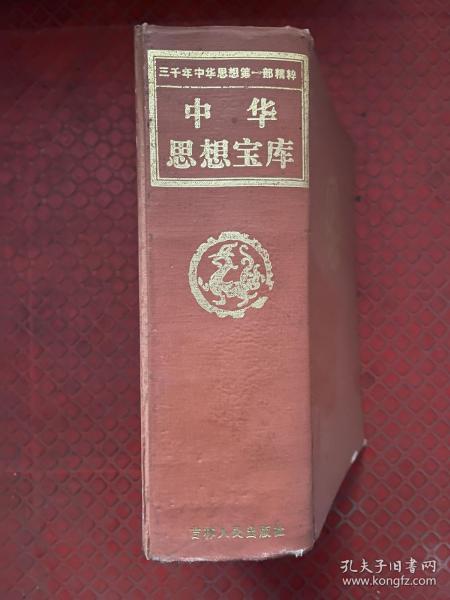 三千年中华思想第一部精粹
中华
思想宝库
吉林人民出版社
孔夫子旧书网
www.kongfz.com